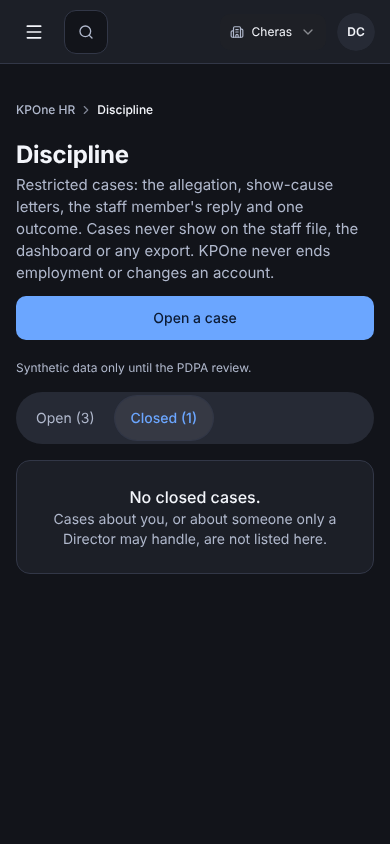 Cheras
DC
KPOne HR > Discipline
Discipline
Restricted cases: the allegation, show-cause
letters, the staff member's reply and one
outcome. Cases never show on the staff file, the
dashboard or any export. KPOne never ends
employment or changes an account.
Open a case
Synthetic data only until the PDPA review.
Open (3) Closed (1)
No closed cases.
Cases about you, or about someone only a
Director may handle, are not listed here.